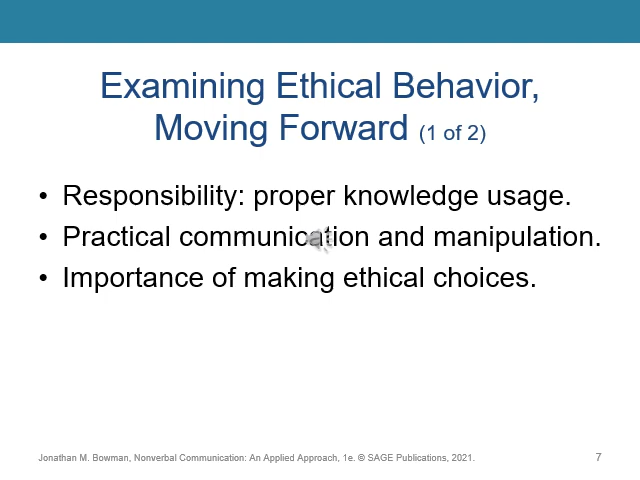 Examining Ethical Behavior,
Moving Forward (1 of 2)
• Responsibility: proper knowledge usage.
• Practical communication and manipulation.
• Importance of making ethical choices.
Jonathan M. Bowman, Nonverbal Communication: An Applied Approach, 1e. © SAGE Publications, 2021.
7